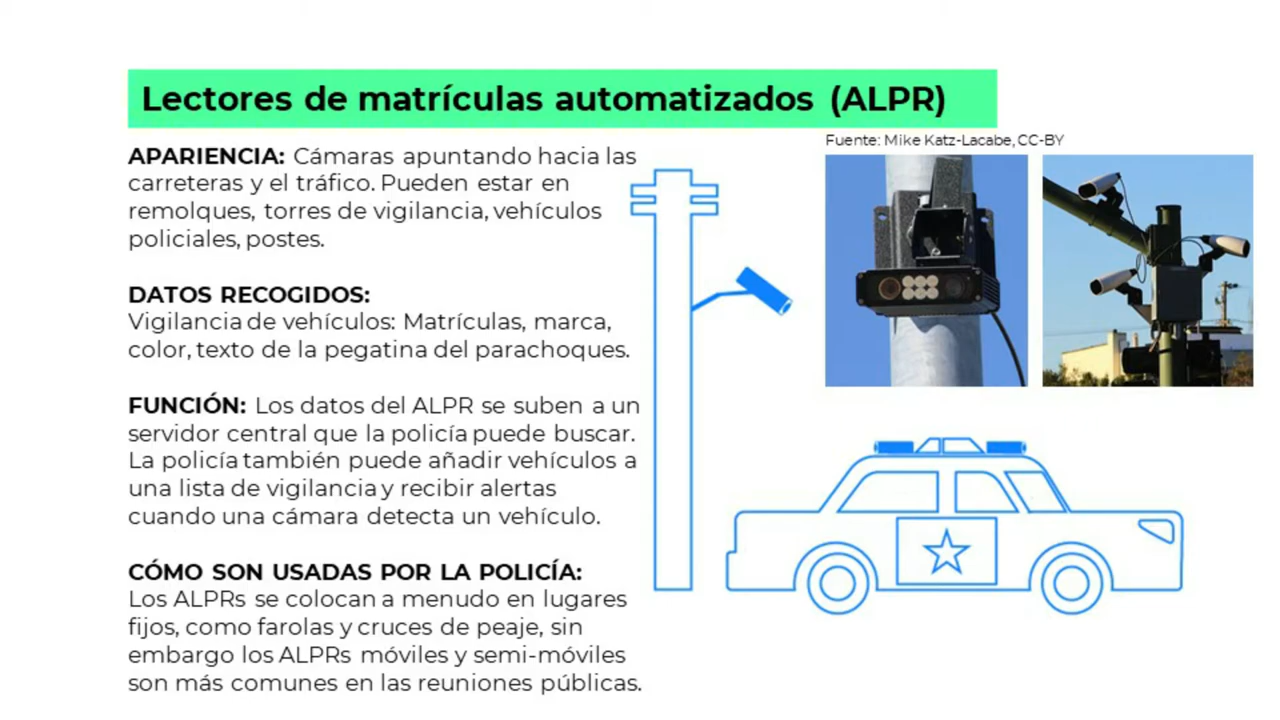 Lectores de matrículas automatizados (ALPR)
Fuente: Mike Katz-Lacabe, CC-BY
APARIENCIA: Cámaras apuntando hacia las
carreteras y el tráfico. Pueden estar en
remolques, torres de vigilancia, vehículos
policiales, postes.
DATOS RECOGIDOS:
Vigilancia de vehículos: Matrículas, marca,
color, texto de la pegatina del parachoques.
FUNCIÓN: Los datos del ALPR se suben a un
servidor central que la policía puede buscar.
La policía también puede añadir vehículos a
una lista de vigilancia y recibir alertas
cuando una cámara detecta un vehículo.
CÓMO SON USADAS POR LA POLICÍA:
Los ALPRs se colocan a menudo en lugares
fijos, como farolas y cruces de peaje, sin
embargo los ALPRs móviles y semi-móviles
son más comunes en las reuniones públicas.